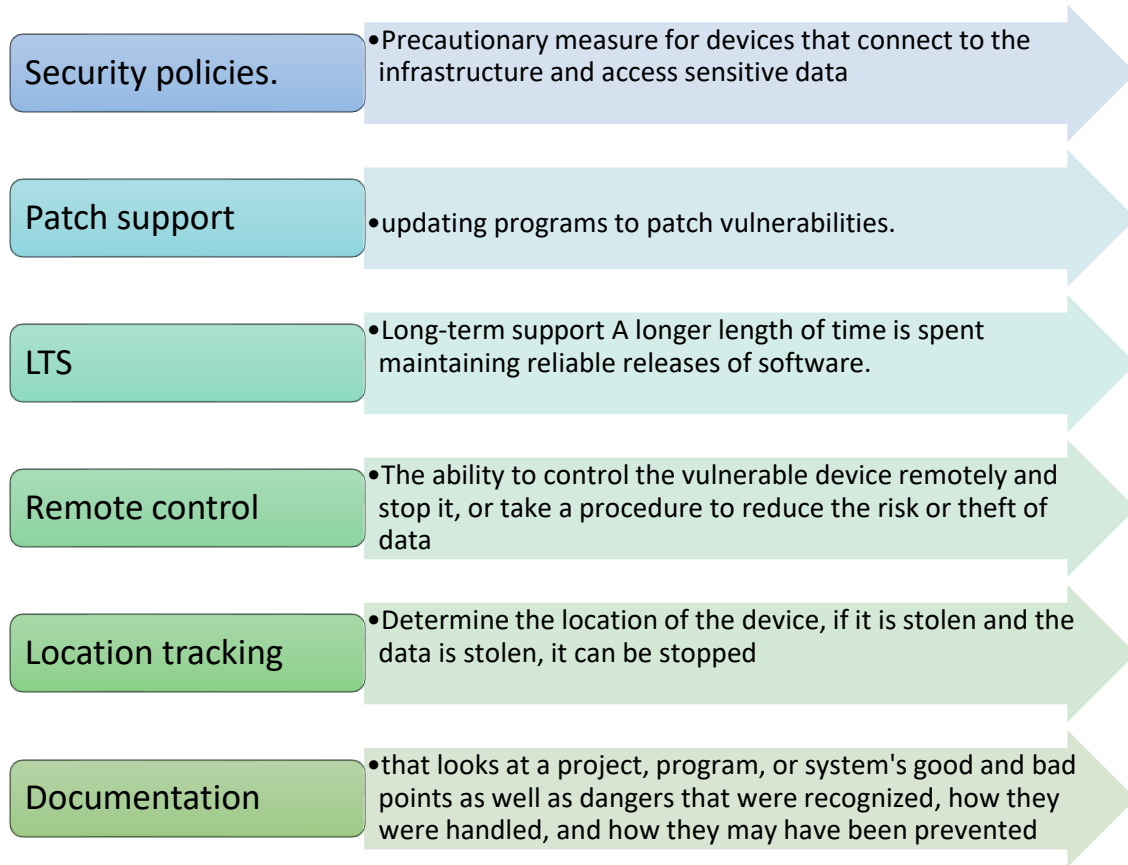 Security policies.
•Precautionary measure for devices that connect to the
infrastructure and access sensitive data
Patch support
•updating programs to patch vulnerabilities.
LTS
•Long-term support A longer length of time is spent
maintaining reliable releases of software.
Remote control
•The ability to control the vulnerable device remotely and
stop it, or take a procedure to reduce the risk or theft of
data
Location tracking
•Determine the location of the device, if it is stolen and the
data is stolen, it can be stopped
Documentation
•that looks at a project, program, or system's good and bad
points as well as dangers that were recognized, how they
were handled, and how they may have been prevented